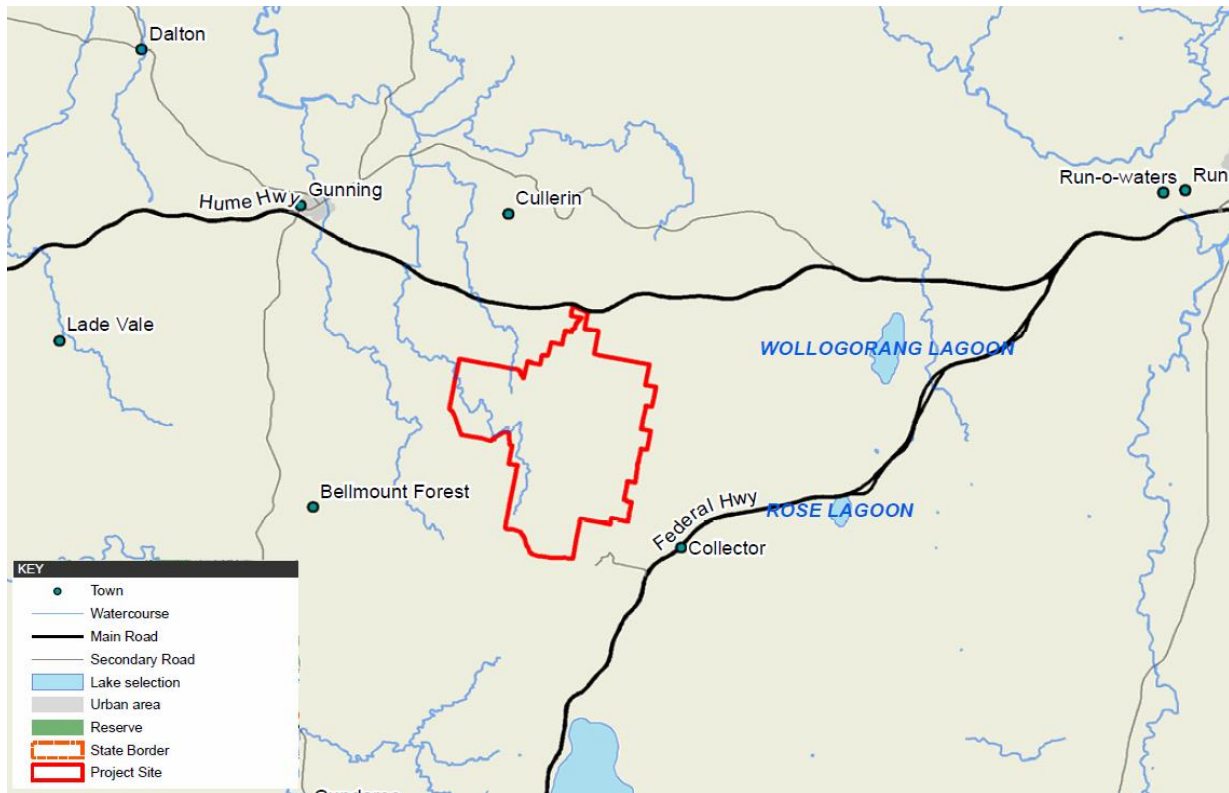 Dalton
Gunning
Hume Hwy
Cullerin
Run-o-waters
Run
Lade Vale
WOLLOGORANG LAGOON
Bellmount Forest
ROSE LAGOON
Federal Hwy
Collector
KEY
Town
Watercourse
Main Road
Secondary Road
Lake selection
Urban area
Reserve
State Border
Project Site